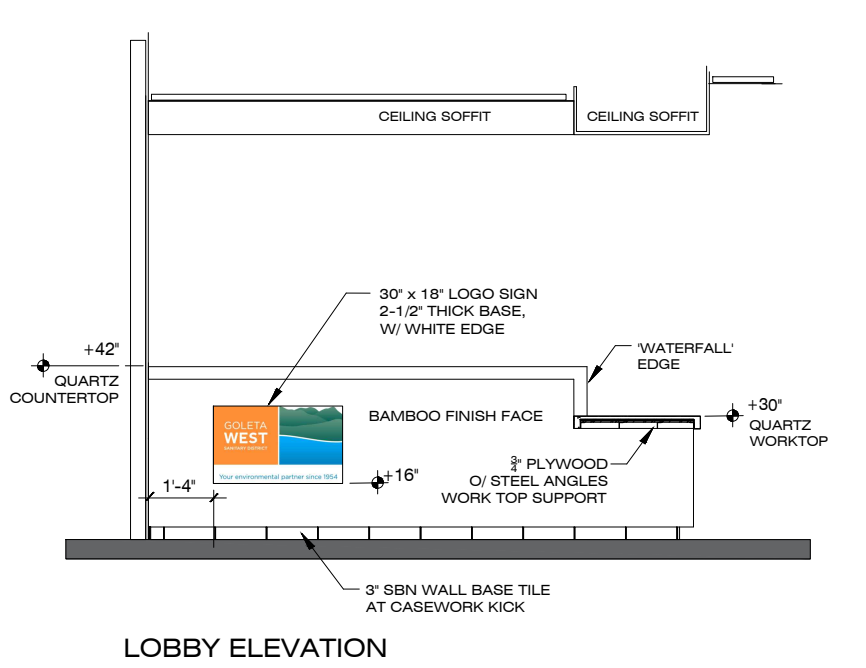 CEILING SOFFIT
CEILING SOFFIT
30" x 18" LOGO SIGN
2-1/2" THICK BASE,
W/ WHITE EDGE
+42"
QUARTZ
COUNTERTOP
'WATERFALL'
EDGE
GOLETA
WEST
SANITARY DISTRICT
Your environmental partner since 1954
BAMBOO FINISH FACE
+30"
QUARTZ
WORKTOP
3/4" PLYWOOD
O/ STEEL ANGLES
WORK TOP SUPPORT
+16"
1'-4"
3" SBN WALL BASE TILE
AT CASEWORK KICK
LOBBY ELEVATION